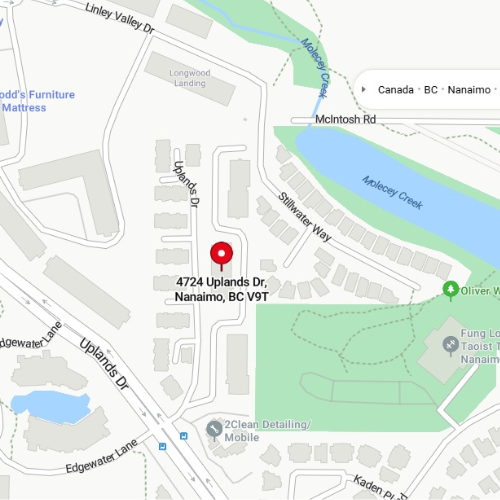 Linley Valley Dr
Molecey Creek
Longwood
Landing
Canada · BC · Nanaimo ·
odd's Furniture
Mattress
McIntosh Rd
Uplands Dr
Molecey Creek
Stillwater Way
4724 Uplands Dr,
Nanaimo, BC V9T
Oliver W
Edgewater Lane
Uplands Dr
Fung Lo
Taoist T
Nanaim
2Clean Detailing/
Mobile
Edgewater Lane
Kaden Pl